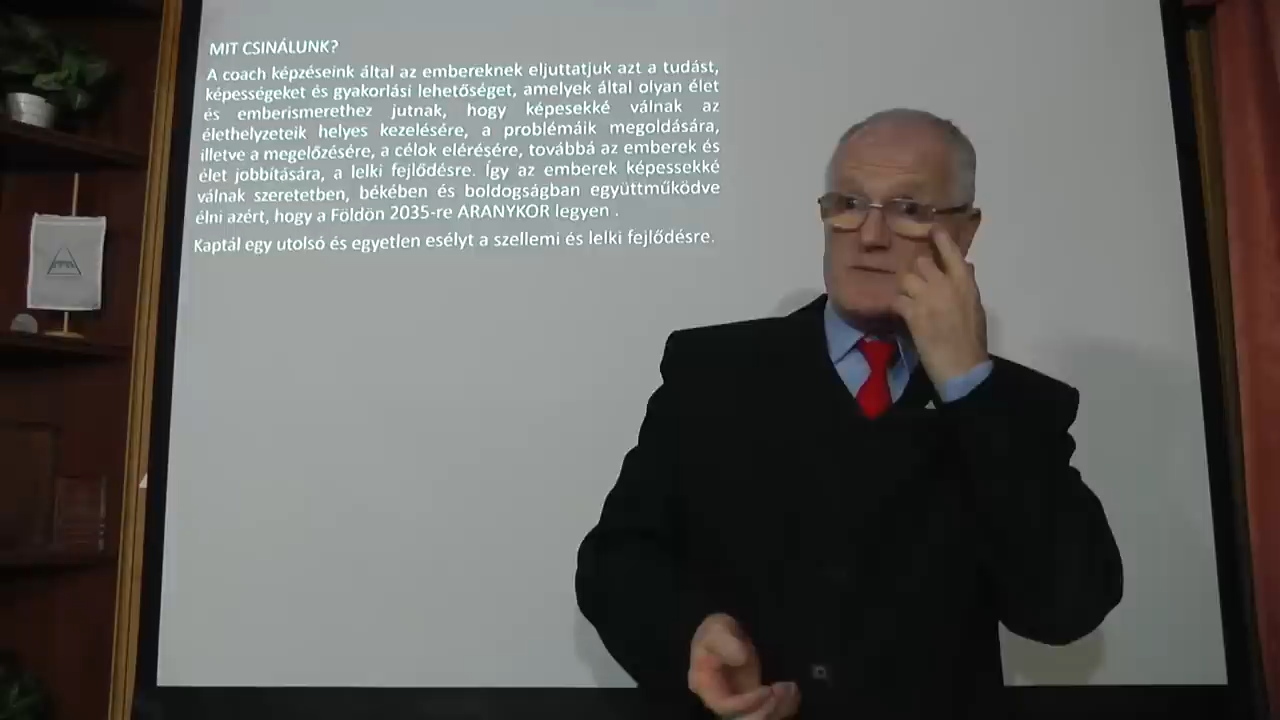 MIT CSINÁLUNK?
A coach képzéseink által az embereknek eljuttatjuk azt a tudást,
képességeket és gyakorlási lehetőséget, amelyek által olyan élet
és emberismerethez jutnak, hogy képesekké válnak az
élethelyzeteik helyes kezelésére, a problémáik megoldására,
illetve a megelőzésére, a célok elérésére, továbbá az emberek és
élet jobbítására, a lelki fejlődésre. Így az emberek képessekké
válnak szeretetben, békében és boldogságban együttműködve
élni azért, hogy a Földön 2035-re ARANYKOR legyen .
Kaptál egy utolsó és egyetlen esélyt a szellemi és lelki fejlődésre.